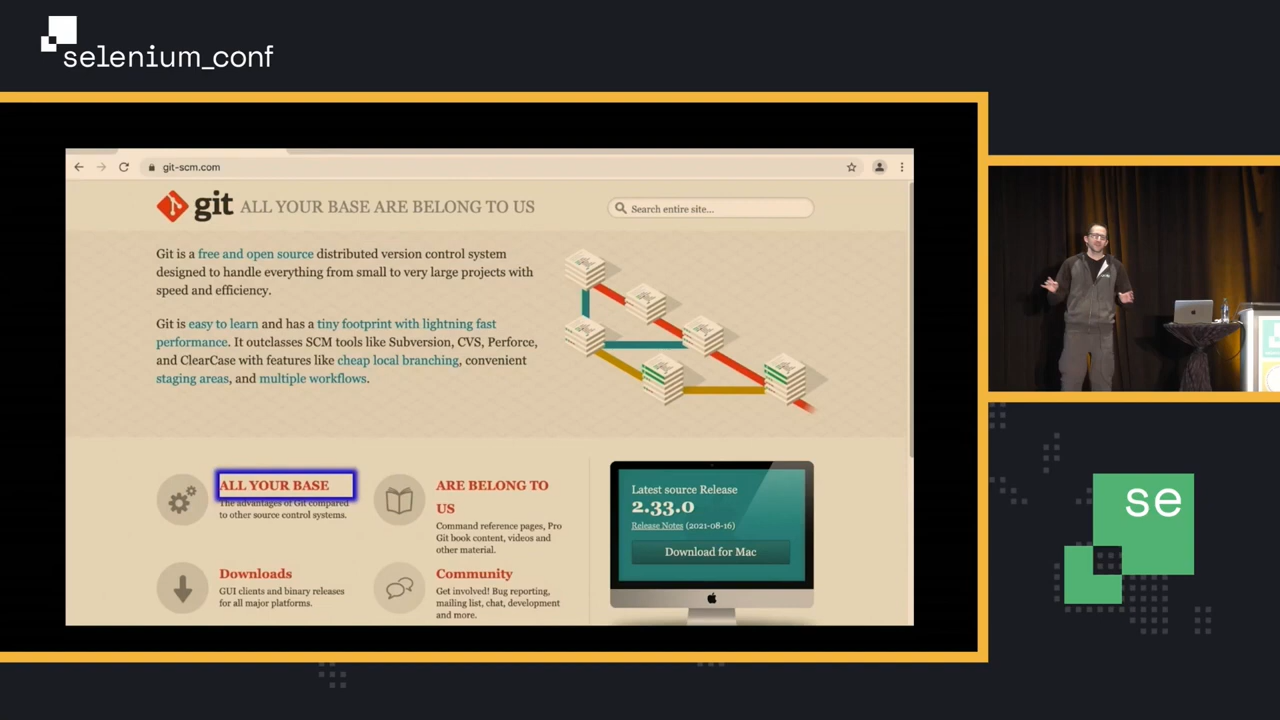 selenium_conf
git-scm.com
git ALL YOUR BASE ARE BELONG TO US
Search entire site...
Git is a free and open source distributed version control system
designed to handle everything from small to very large projects with
speed and efficiency.
Git is easy to learn and has a tiny footprint with lightning fast
performance. It outclasses SCM tools like Subversion, CVS, Perforce,
and ClearCase with features like cheap local branching, convenient
staging areas, and multiple workflows.
ALL YOUR BASE
The advantages of Git compared
to other source control systems.
ARE BELONG TO
US
Command reference pages, Pro
Git book content, videos and
other material.
Downloads
GUI clients and binary releases
for all major platforms.
Community
Get involved! Bug reporting,
mailing list, chat, development
and more.
Latest source Release
2.33.0
Release Notes (2021-08-16)
Download for Mac
se